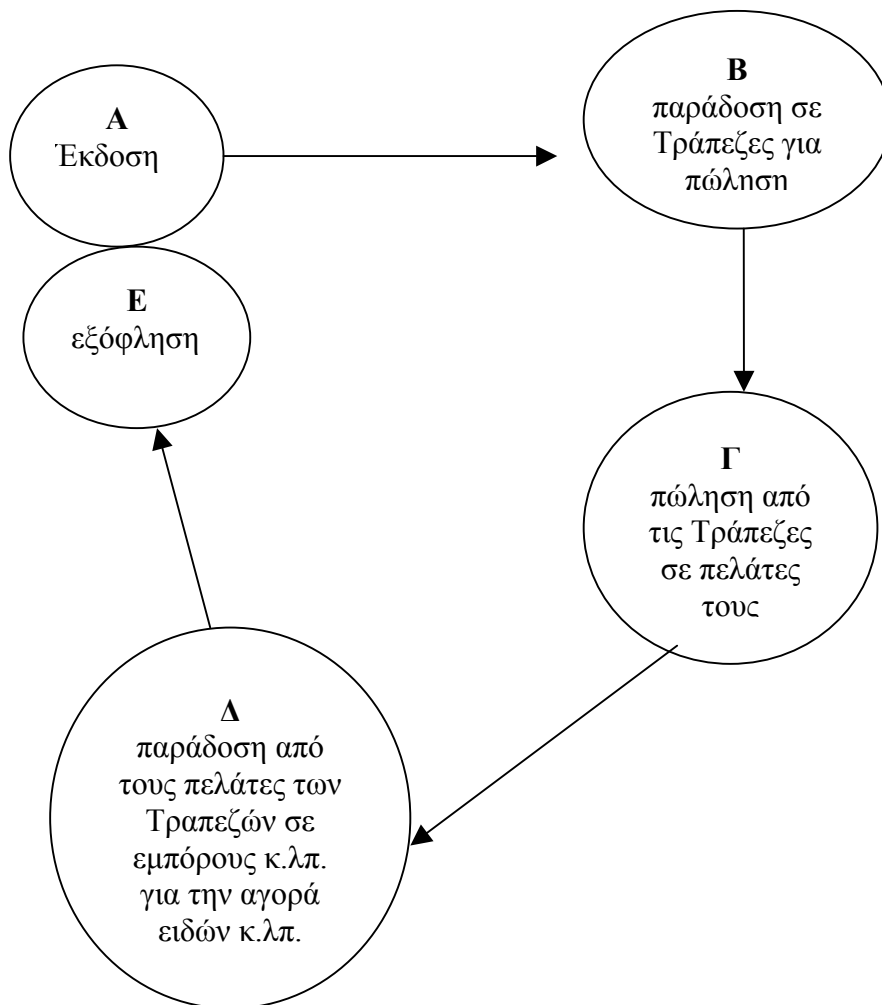 Α
Έκδοση
Β
παράδοση σε
Τράπεζες για
πώληση
Ε
εξόφληση
Γ
πώληση από
τις Τράπεζες
σε πελάτες
τους
Δ
παράδοση από
τους πελάτες των
Τραπεζών σε
εμπόρους κ.λπ.
για την αγορά
ειδών κ.λπ.